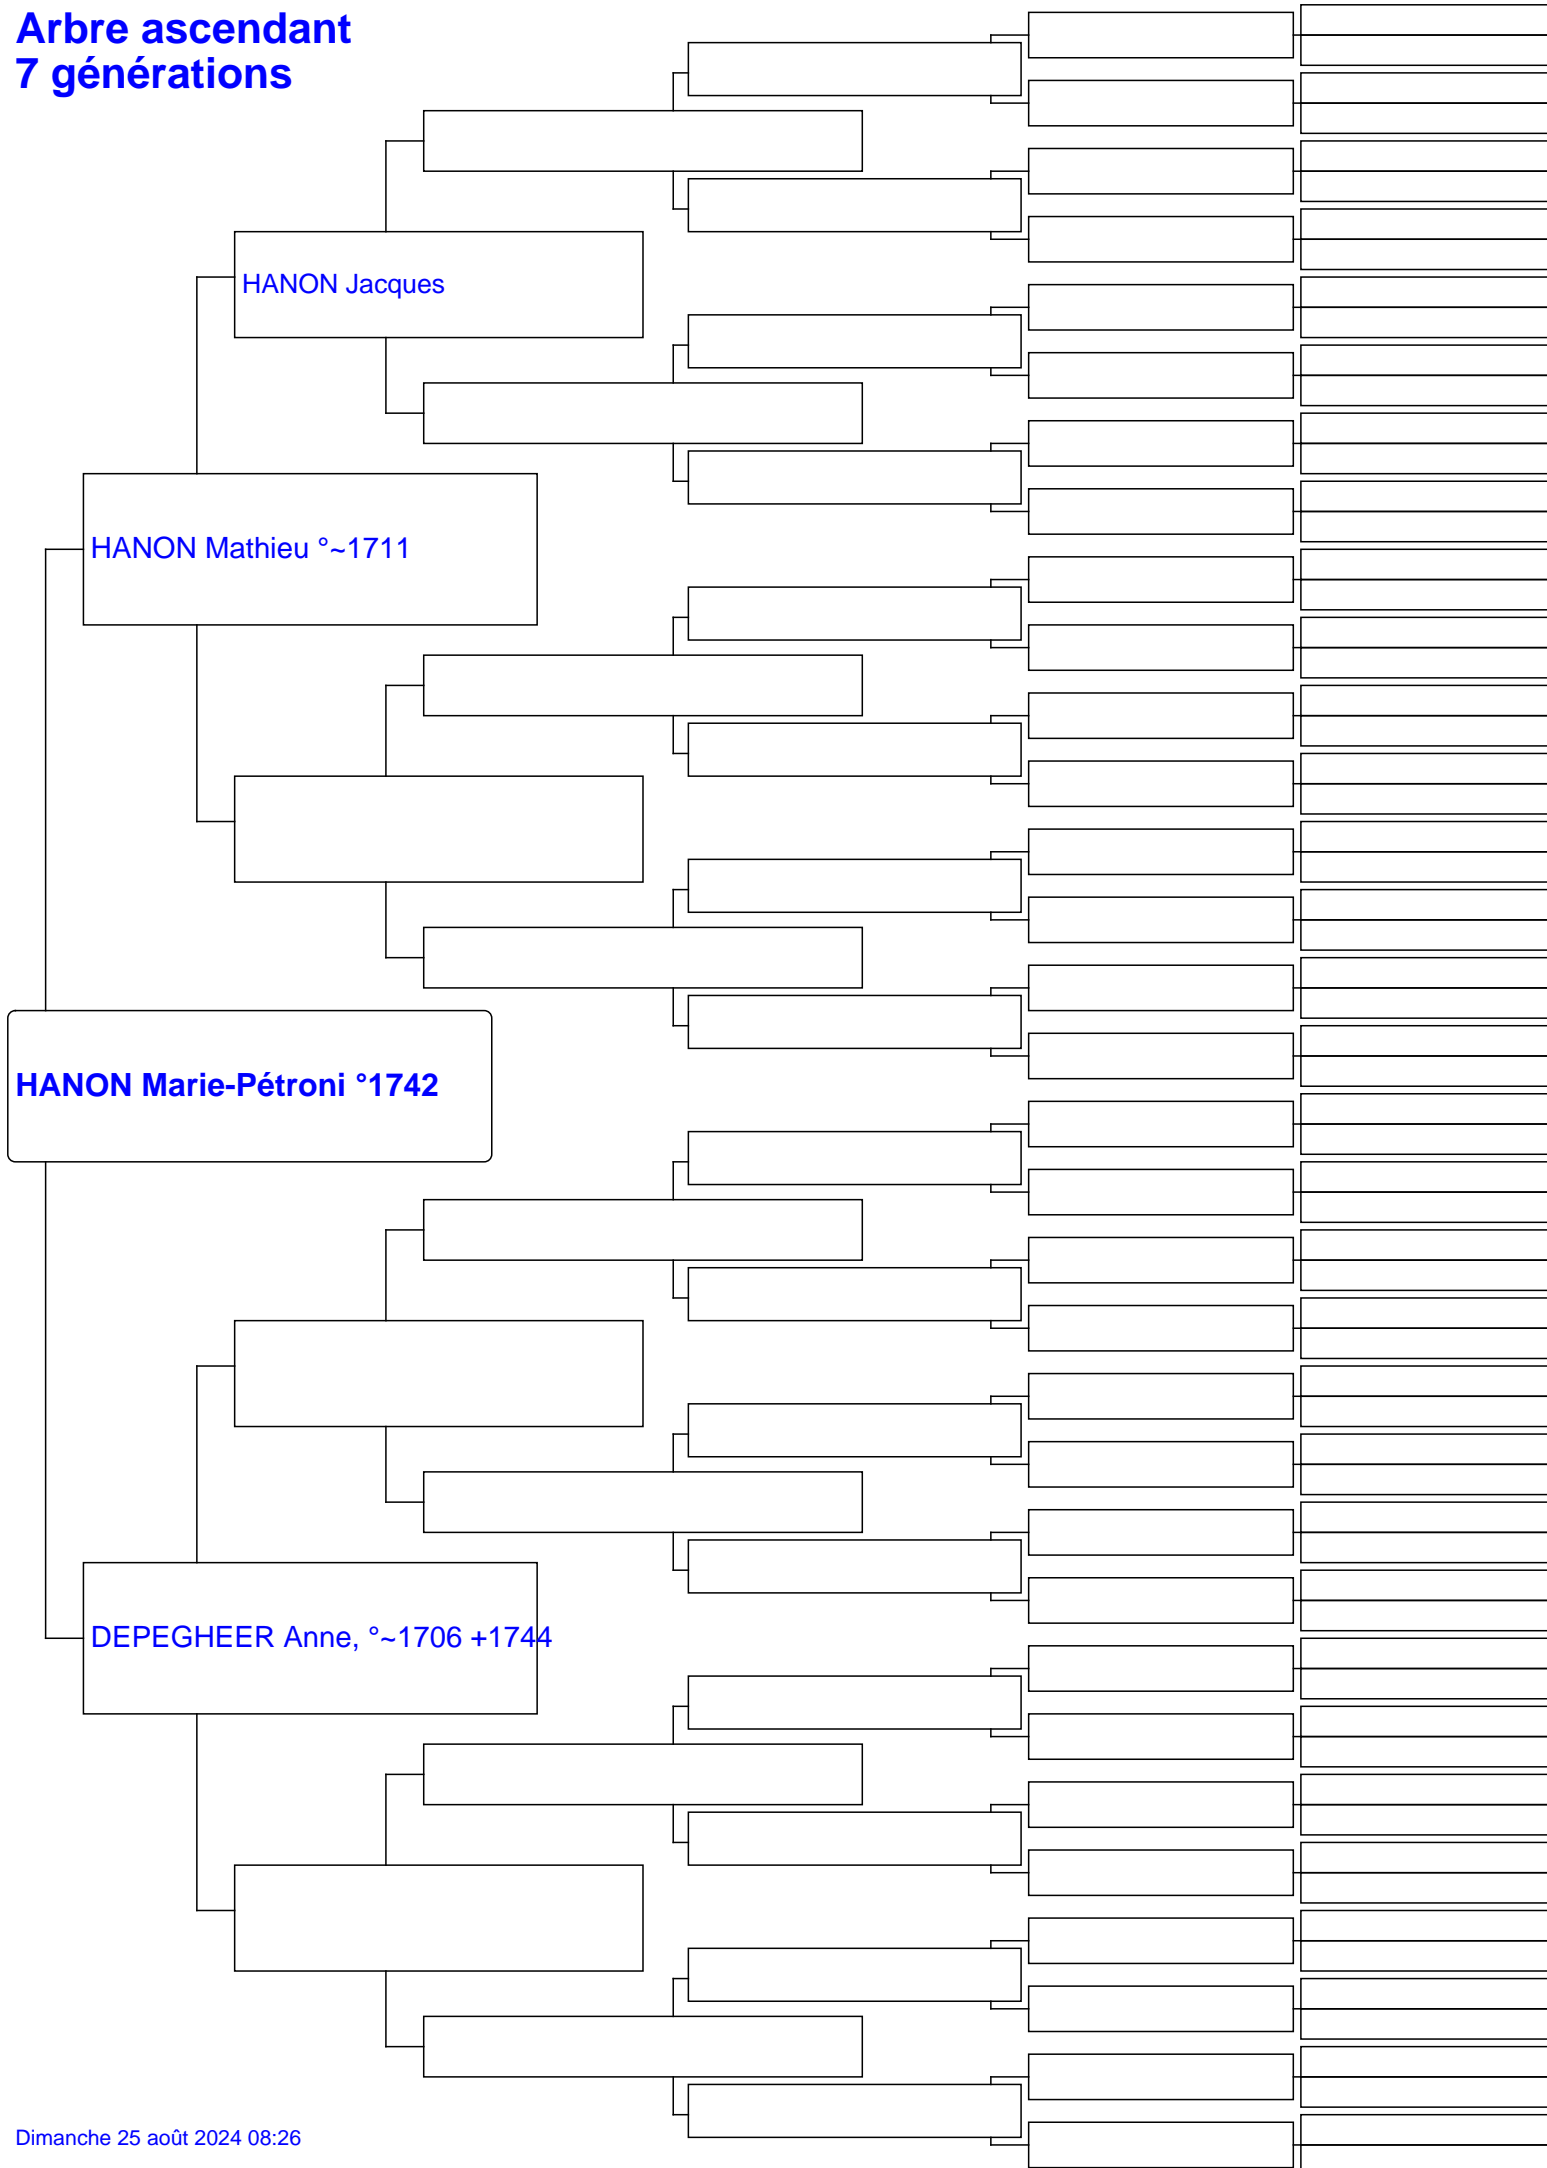 Arbre ascendant
7 générations
HANON Jacques
HANON Mathieu °~1711
HANON Marie-Pétroni °1742
DEPEGHEER Anne, °~1706 +1744
Dimanche 25 août 2024 08:26